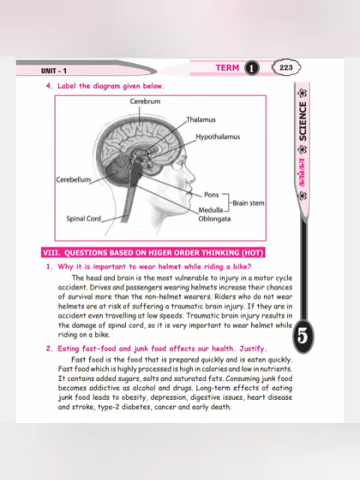 UNIT - 1
TERM 1 223
4. Label the diagram given below.
Cerebrum
Thalamus
Hypothalamus
Cerebellum
Pons
Brain stem
Medulla
Oblongata
Spinal Cord
VIII. QUESTIONS BASED ON HIGER ORDER THINKING (HOT)
1. Why it is important to wear helmet while riding a bike?
The head and brain is the most vulnerable to injury in a motor cycle
accident. Drives and passengers wearing helmets increase their chances
of survival more than the non-helmet wearers. Riders who do not wear
helmets are at risk of suffering a traumatic brain injury. If they are in
accident even travelling at low speeds. Traumatic brain injury results in
the damage of spinal cord, so it is very important to wear helmet while
riding on a bike.
2. Eating fast-food and junk food affects our health. Justify.
Fast food is the food that is prepared quickly and is eaten quickly.
Fast food which is highly processed is high in calories and low in nutrients.
It contains added sugars, salts and saturated fats. Consuming junk food
becomes addictive as alcohol and drugs. Long-term effects of eating
junk food leads to obesity, depression, digestive issues, heart disease
and stroke, type-2 diabetes, cancer and early death.
SCIENCE
5